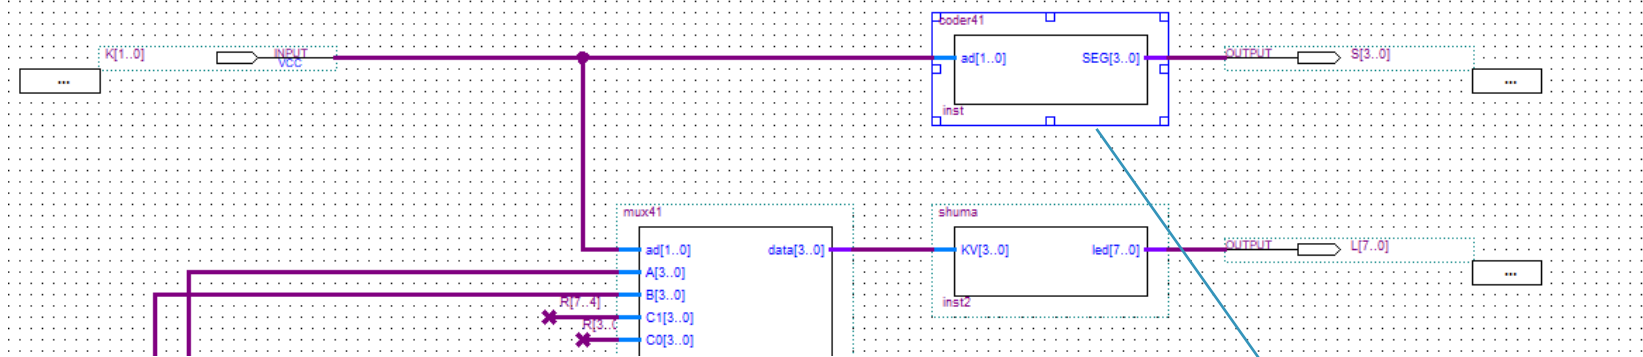 coder41
K[1..0] INPUT VCC ad[1..0] SEG[3..0] OUTPUT S[3..0]
... ...
inst
mux41 shuma
ad[1..0] data[3..0] KV[3..0] led[7..0] OUTPUT L[7..0]
A[3..0] ...
B[3..0]
R[7..4] inst2
C1[3..0]
R[3..0
C0[3..0]